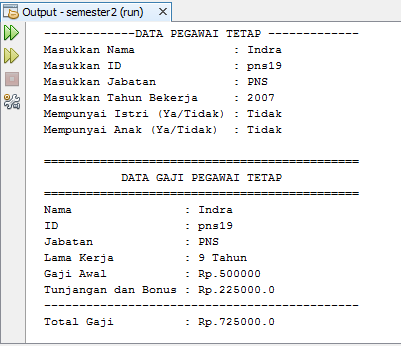 Output - semester2 (run) ×
-------------DATA PEGAWAI TETAP -------------
Masukkan Nama              : Indra
Masukkan ID                : pns19
Masukkan Jabatan           : PNS
Masukkan Tahun Bekerja     : 2007
Mempunyai Istri (Ya/Tidak) : Tidak
Mempunyai Anak (Ya/Tidak)  : Tidak
=============================================
DATA GAJI PEGAWAI TETAP
=============================================
Nama                : Indra
ID                  : pns19
Jabatan             : PNS
Lama Kerja          : 9 Tahun
Gaji Awal           : Rp.500000
Tunjangan dan Bonus : Rp.225000.0
---------------------------------------------
Total Gaji          : Rp.725000.0